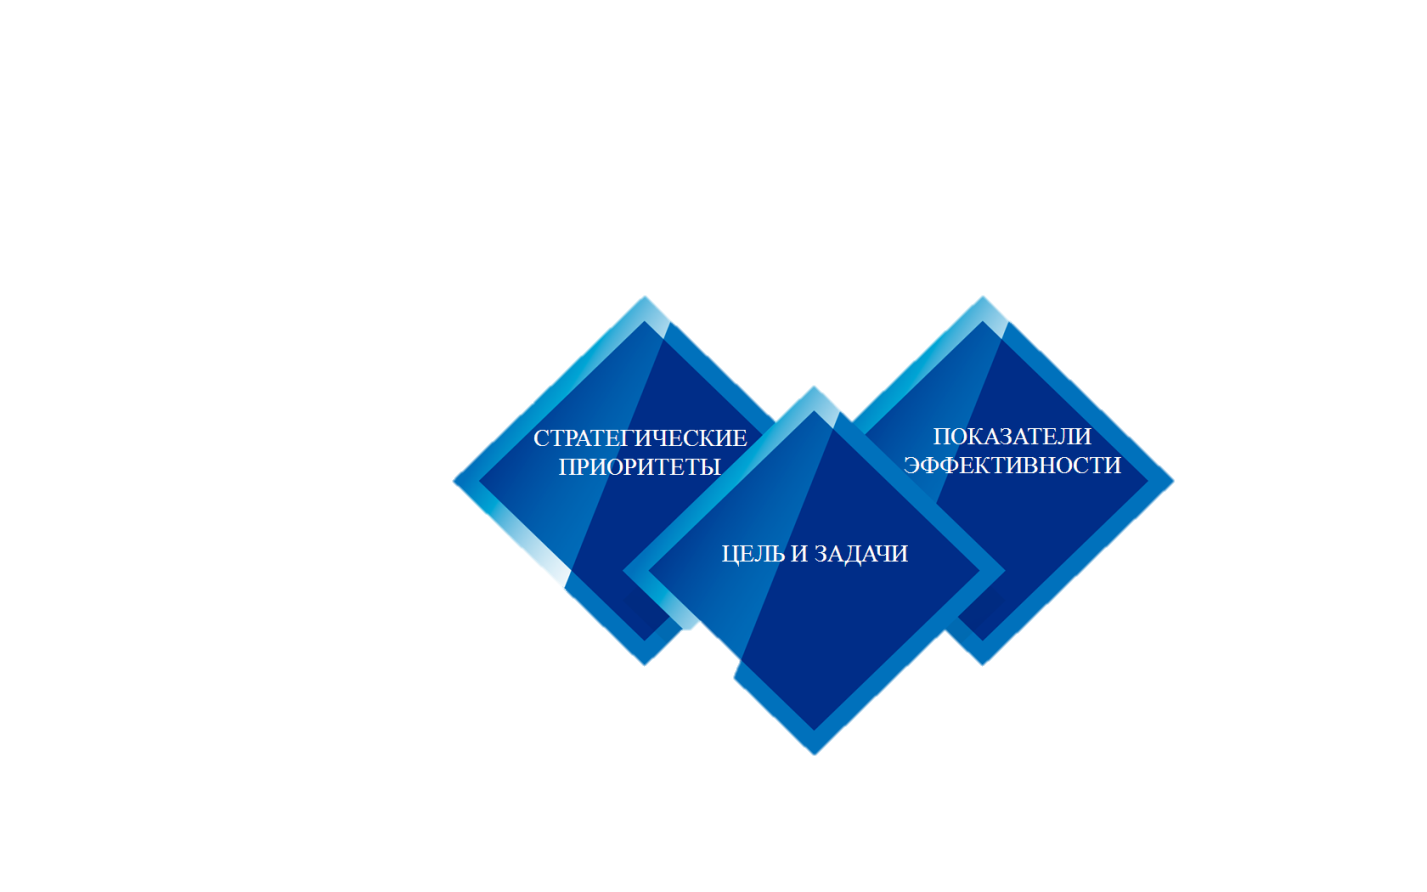 СТРАТЕГИЧЕСКИЕ
ПРИОРИТЕТЫ
ПОКАЗАТЕЛИ
ЭФФЕКТИВНОСТИ
ЦЕЛЬ И ЗАДАЧИ